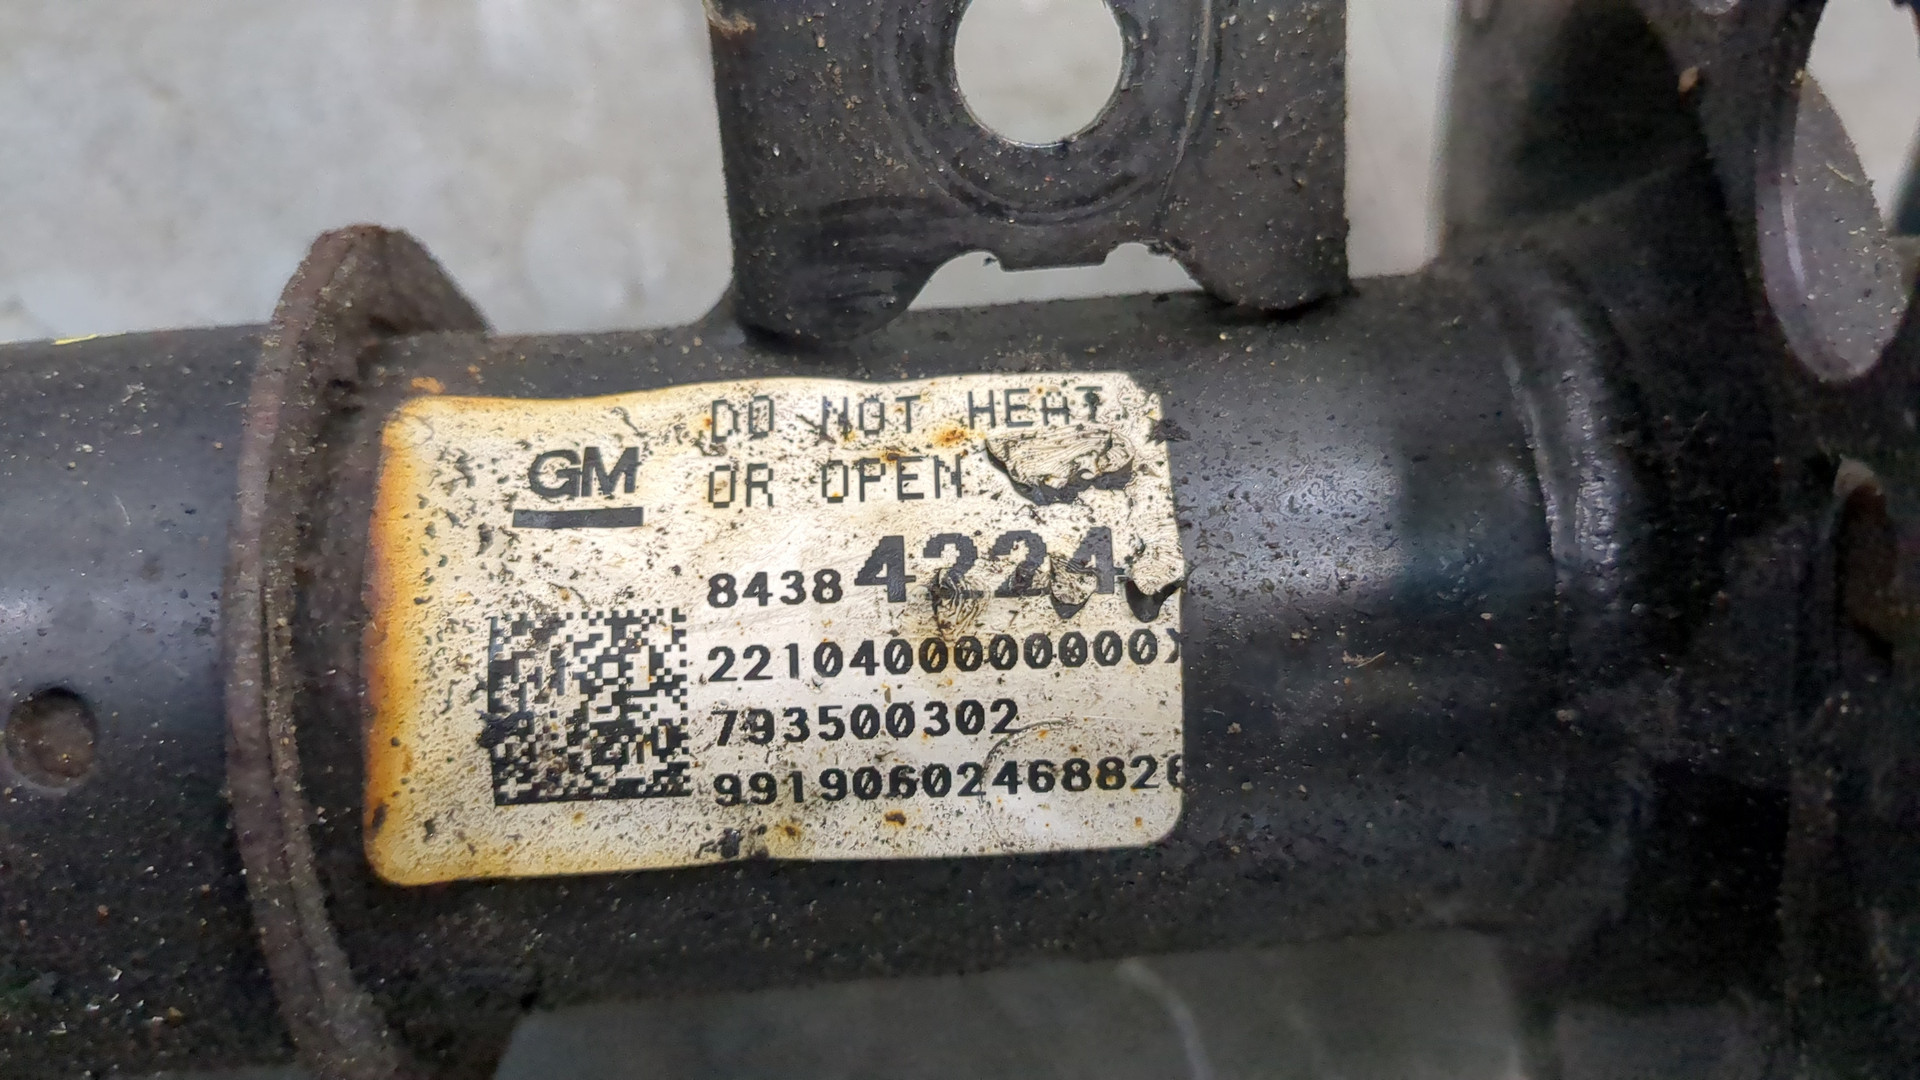 GM
DO NOT HEAT
OR OPEN
84384224
2210400000000X
793500302
99190602468826